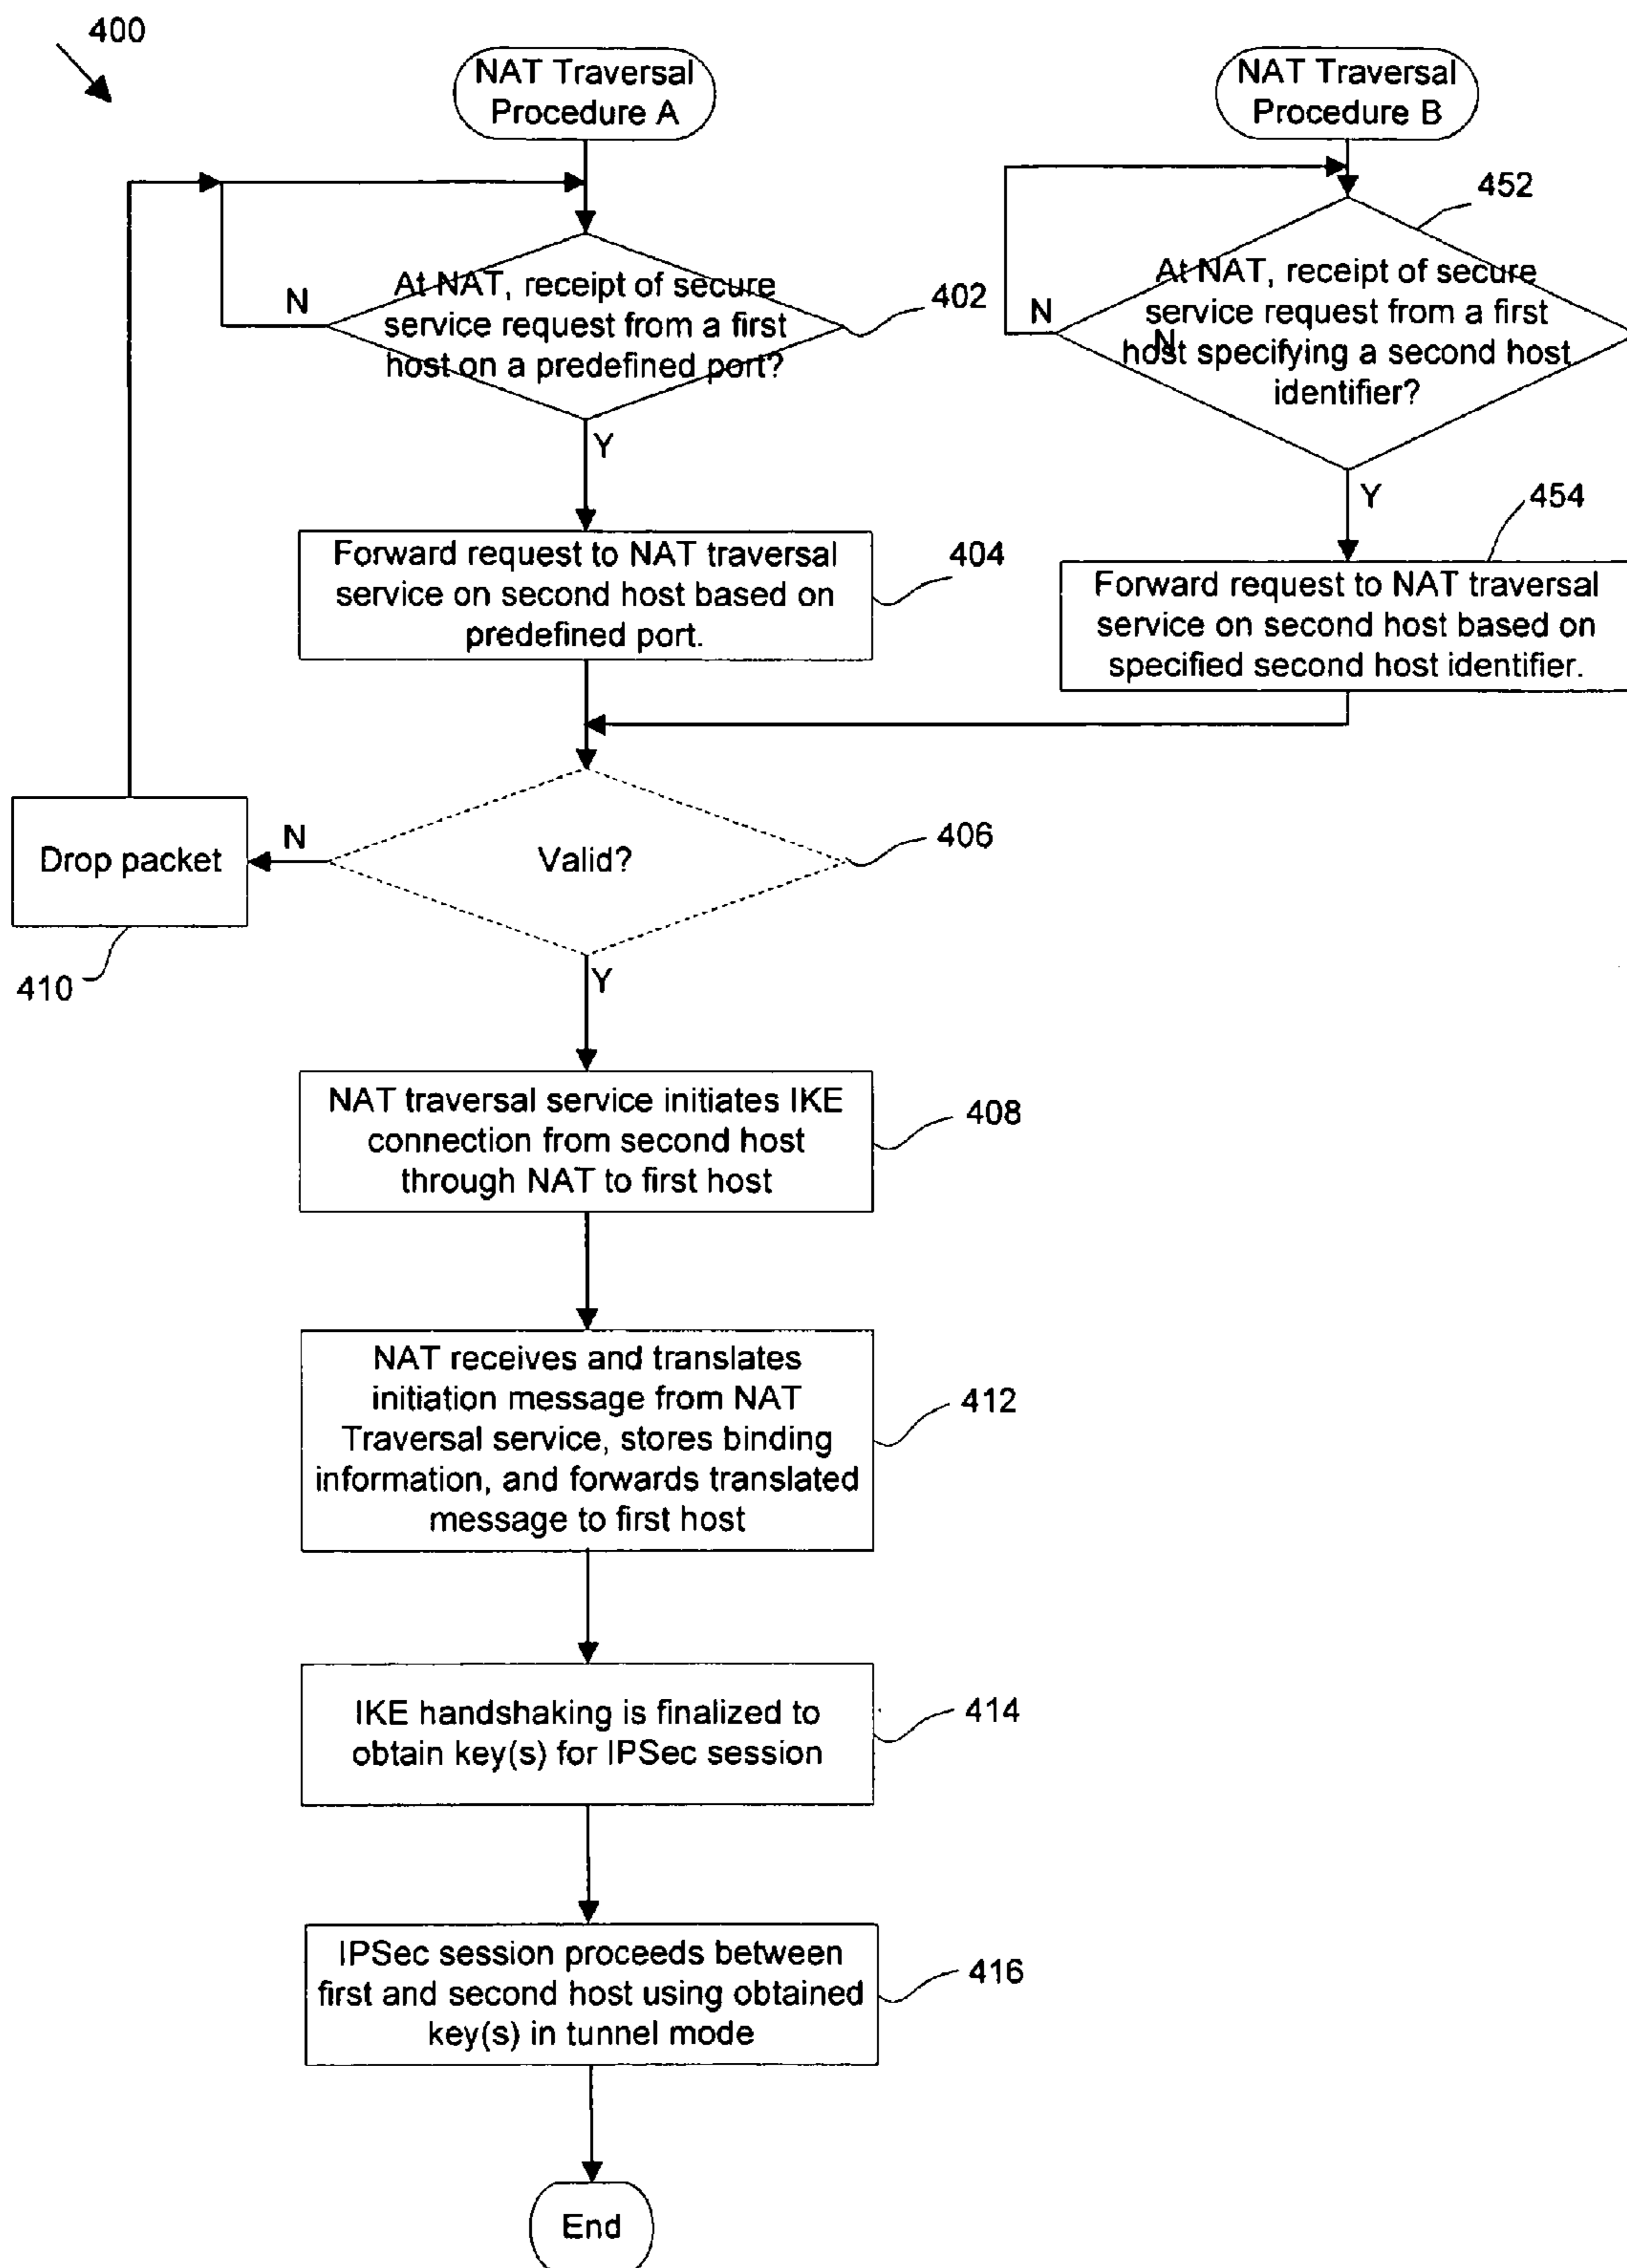 400
NAT Traversal
Procedure A
NAT Traversal
Procedure B
452
At NAT, receipt of secure
service request from a first
host on a predefined port?
N
402
Y
At NAT, receipt of secure
service request from a first
host specifying a second host
identifier?
N
N
Y
454
Forward request to NAT traversal
service on second host based on
predefined port.
404
Forward request to NAT traversal
service on second host based on
specified second host identifier.
Valid?
406
N
Drop packet
410
Y
NAT traversal service initiates IKE
connection from second host
through NAT to first host
408
NAT receives and translates
initiation message from NAT
Traversal service, stores binding
information, and forwards translated
message to first host
412
IKE handshaking is finalized to
obtain key(s) for IPSec session
414
IPSec session proceeds between
first and second host using obtained
key(s) in tunnel mode
416
End